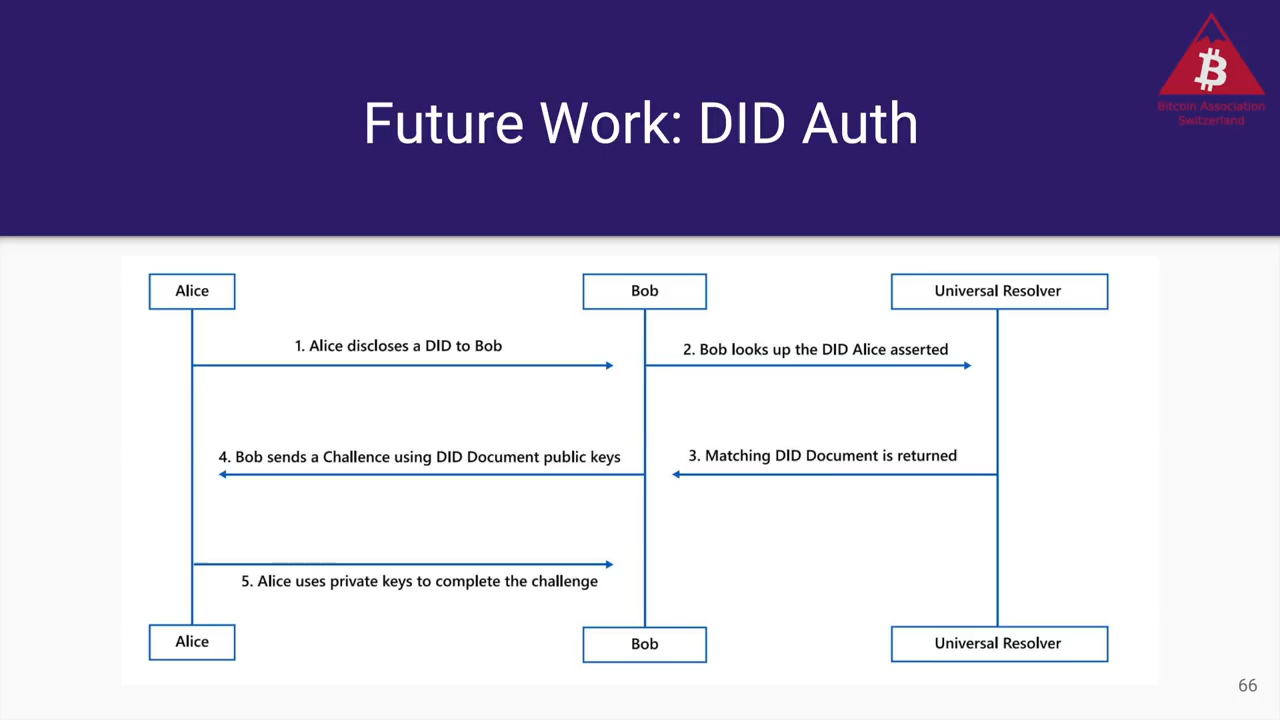 Bitcoin Association
Switzerland
Future Work: DID Auth
Alice
Bob
Universal Resolver
1. Alice discloses a DID to Bob
2. Bob looks up the DID Alice asserted
4. Bob sends a Challence using DID Document public keys
3. Matching DID Document is returned
5. Alice uses private keys to complete the challenge
Alice
Bob
Universal Resolver
66